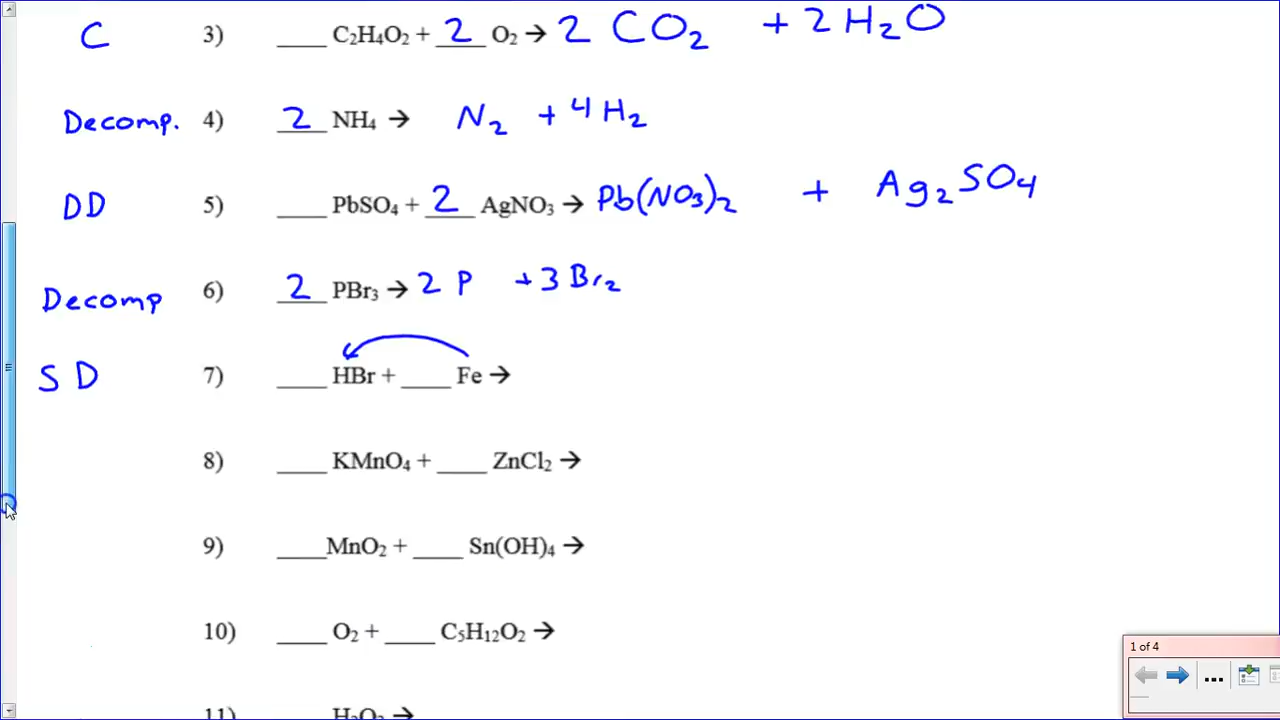 C 3) ____ C₂H₄O₂ + 2 O₂ → 2 CO₂ + 2 H₂O
Decomp. 4) 2 NH₄ → N₂ + 4 H₂
DD 5) ____ PbSO₄ + 2 AgNO₃ → Pb(NO₃)₂ + Ag₂SO₄
Decomp 6) 2 PBr₃ → 2 P + 3 Br₂
SD 7) ____ HBr + ____ Fe →
8) ____ KMnO₄ + ____ ZnCl₂ →
9) ____MnO₂ + ____ Sn(OH)₄ →
10) ____ O₂ + ____ C₅H₁₂O₂ →
1 of 4
...